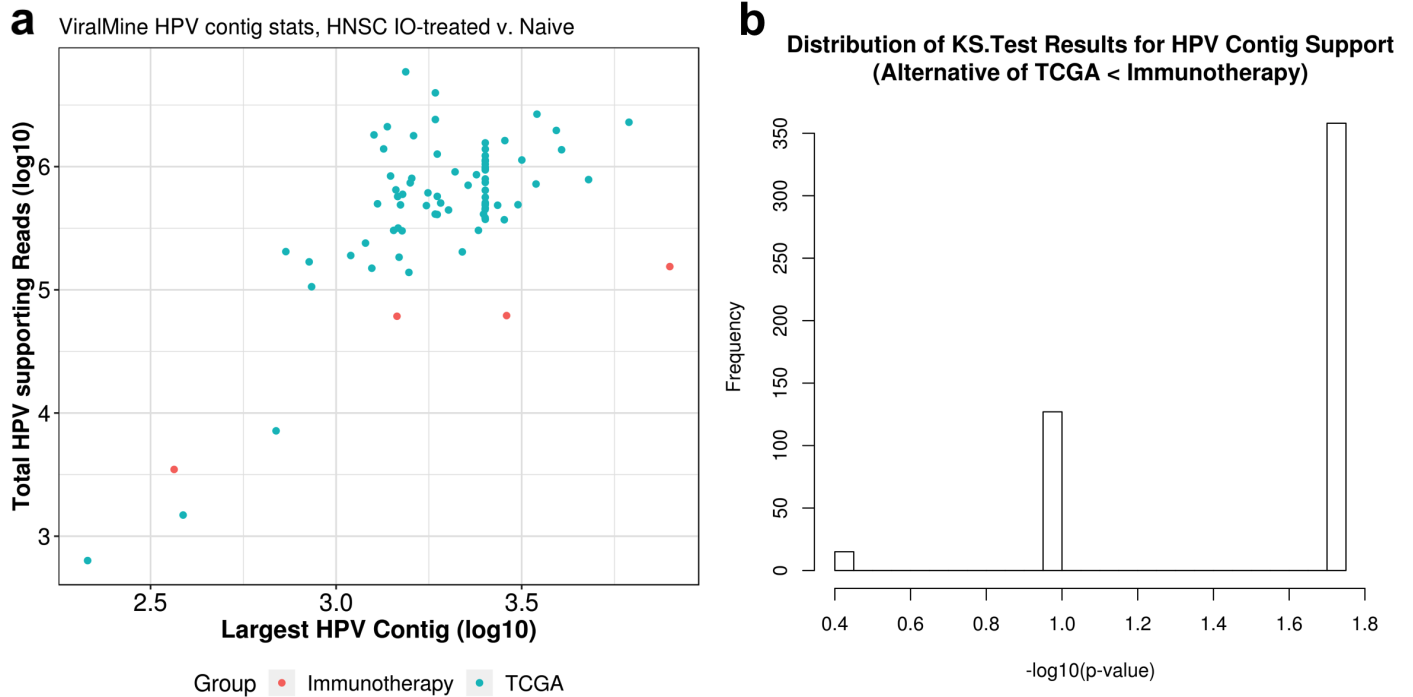 a
ViralMine HPV contig stats, HNSC IO-treated v. Naive
Total HPV supporting Reads (log10)
6
5
4
3
2.5 3.0 3.5
Largest HPV Contig (log10)
Group Immunotherapy TCGA
b
Distribution of KS.Test Results for HPV Contig Support
(Alternative of TCGA < Immunotherapy)
Frequency
350
300
250
200
150
100
50
0
0.4 0.6 0.8 1.0 1.2 1.4 1.6 1.8
-log10(p-value)